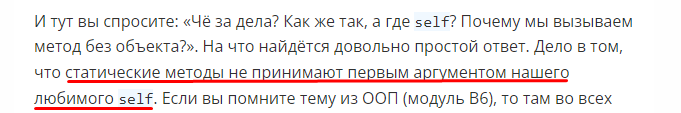 И тут вы спросите: «Чё за дела? Как же так, а где self? Почему мы вызываем
метод без объекта?». На что найдётся довольно простой ответ. Дело в том,
что статические методы не принимают первым аргументом нашего
любимого self. Если вы помните тему из ООП (модуль B6), то там во всех